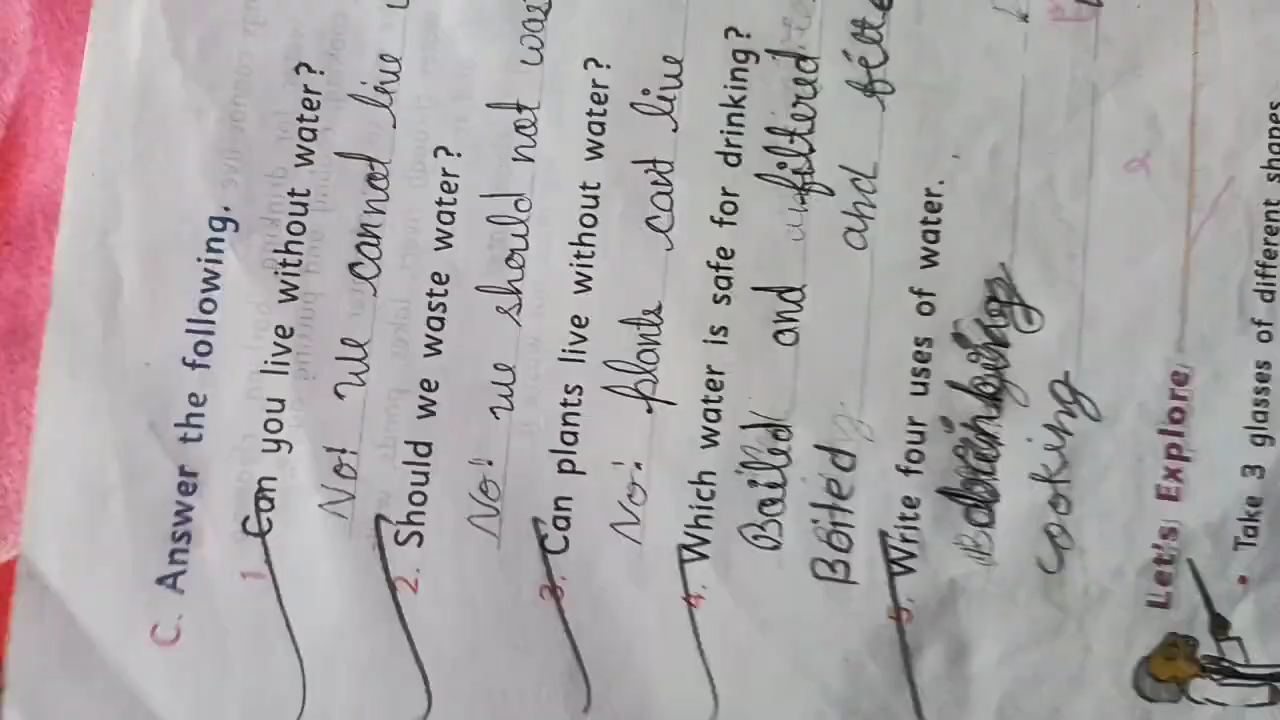 C. Answer the following.
1. Can you live without water?
No! we cannot live
2. Should we waste water?
No! we should not was
3. Can plants live without water?
No! plants cant live
4. Which water is safe for drinking?
Boiled and filtered
Boiled and
5. Write four uses of water.
cooking
Let's Explore
• Take 3 glasses of different shapes